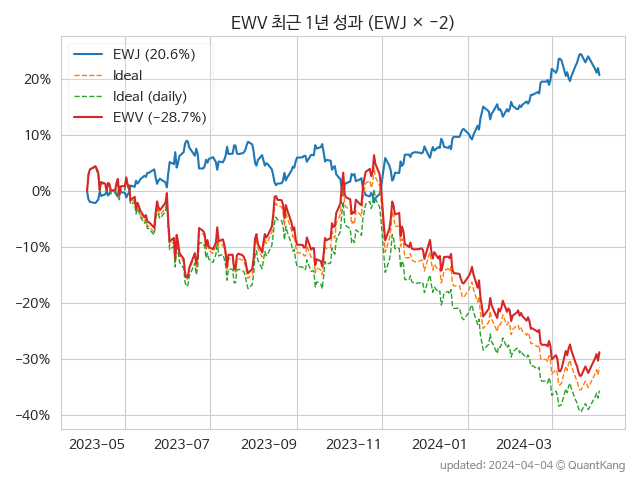 EWV 최근 1년 성과 (EWJ × −2)
EWJ (20.6%)
Ideal
Ideal (daily)
EWV (−28.7%)
20%
10%
0%
−10%
−20%
−30%
−40%
2023-05 2023-07 2023-09 2023-11 2024-01 2024-03
updated: 2024-04-04 © QuantKang